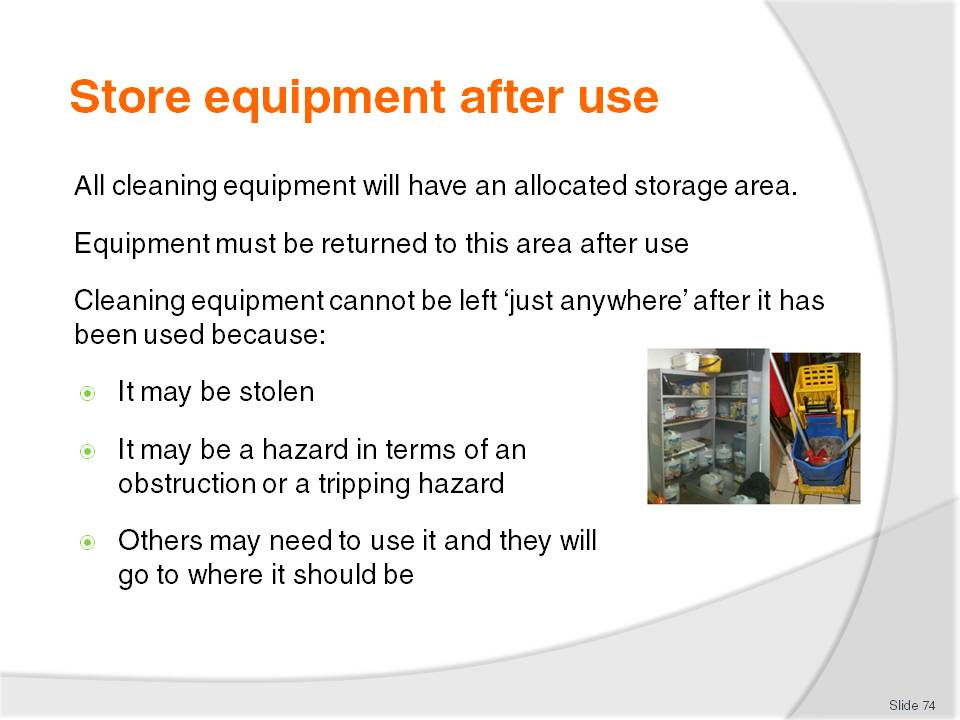 Store equipment after use
All cleaning equipment will have an allocated storage area.
Equipment must be returned to this area after use
Cleaning equipment cannot be left ‘just anywhere’ after it has
been used because:
It may be stolen
It may be a hazard in terms of an
obstruction or a tripping hazard
Others may need to use it and they will
go to where it should be
Slide 74